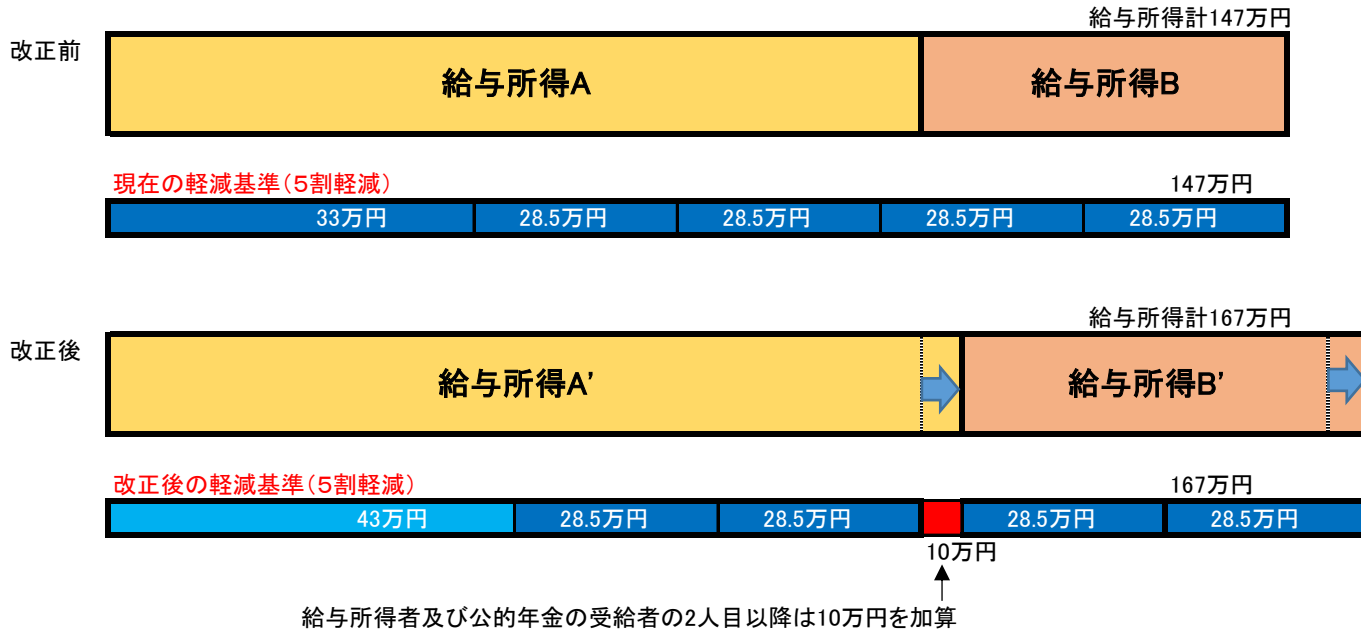 給与所得計147万円
改正前
給与所得A 給与所得B
現在の軽減基準（5割軽減） 147万円
33万円 28.5万円 28.5万円 28.5万円 28.5万円
給与所得計167万円
改正後
給与所得A' 給与所得B'
改正後の軽減基準（5割軽減） 167万円
43万円 28.5万円 28.5万円 28.5万円 28.5万円
10万円
給与所得者及び公的年金の受給者の2人目以降は10万円を加算